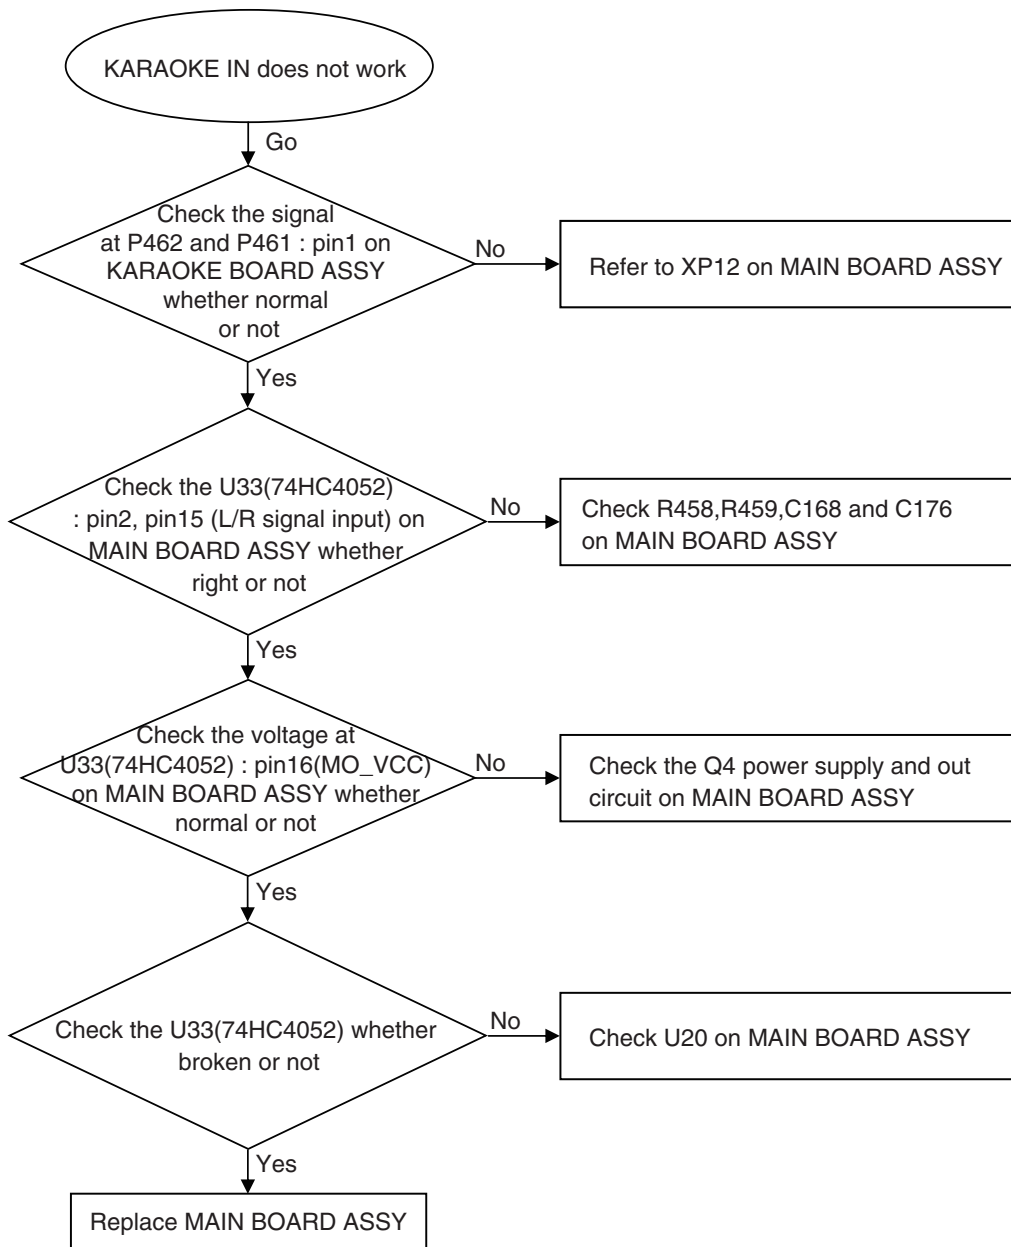 KARAOKE IN does not work
Go
Check the signal
at P462 and P461 : pin1 on
KARAOKE BOARD ASSY
whether normal
or not
No
Refer to XP12 on MAIN BOARD ASSY
Yes
Check the U33(74HC4052)
: pin2, pin15 (L/R signal input) on
MAIN BOARD ASSY whether
right or not
No
Check R458,R459,C168 and C176
on MAIN BOARD ASSY
Yes
Check the voltage at
U33(74HC4052) : pin16(MO_VCC)
on MAIN BOARD ASSY whether
normal or not
No
Check the Q4 power supply and out
circuit on MAIN BOARD ASSY
Yes
Check the U33(74HC4052) whether
broken or not
No
Check U20 on MAIN BOARD ASSY
Yes
Replace MAIN BOARD ASSY